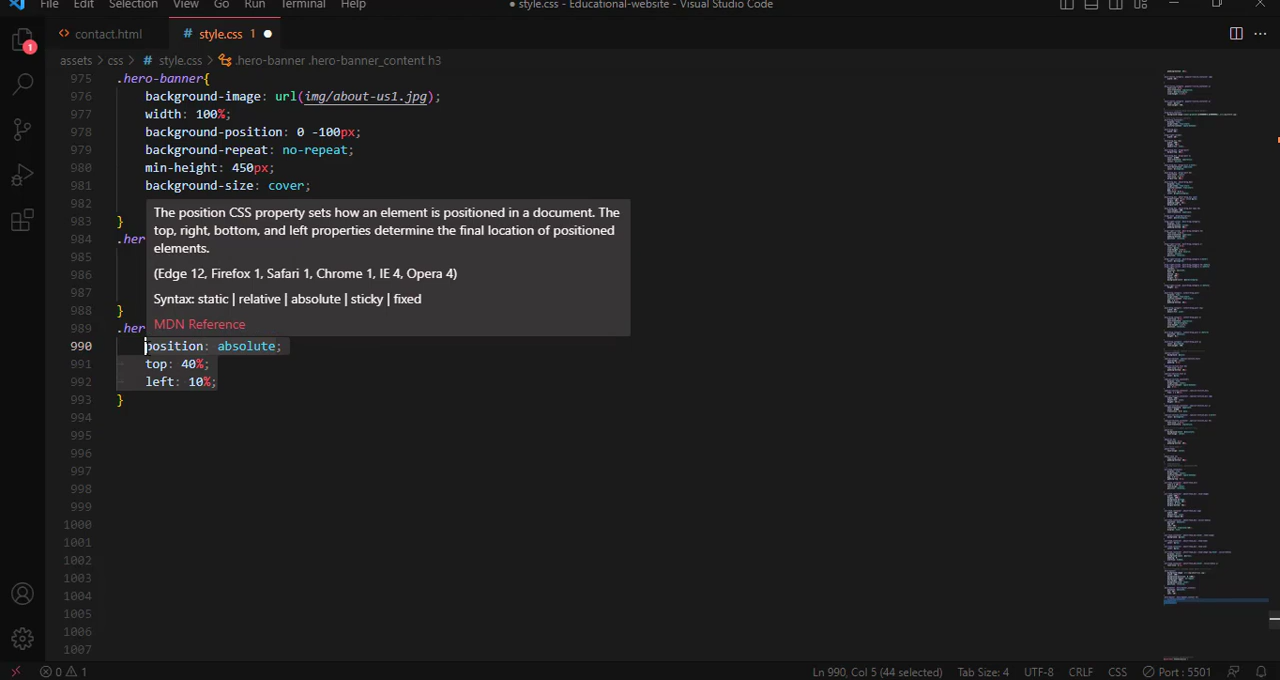 File Edit Selection View Go Run Terminal Help
● style.css - Educational-website - Visual Studio Code
contact.html
# style.css 1 ●
assets > css > # style.css > .hero-banner .hero-banner_content h3
975 .hero-banner{
976 background-image: url(img/about-us1.jpg);
977 width: 100%;
978 background-position: 0 -100px;
979 background-repeat: no-repeat;
980 min-height: 450px;
981 background-size: cover;
982
983 }
984 .her
985
986
987
988 }
989 .her
The position CSS property sets how an element is positioned in a document. The
top, right, bottom, and left properties determine the final location of positioned
elements.
(Edge 12, Firefox 1, Safari 1, Chrome 1, IE 4, Opera 4)
Syntax: static | relative | absolute | sticky | fixed
MDN Reference
990 position: absolute;
991 top: 40%;
992 left: 10%;
993 }
994
995
996
997
998
999
1000
1001
1002
1003
1004
1005
1006
1007
1
0 1
Ln 990, Col 5 (44 selected) Tab Size: 4 UTF-8 CRLF CSS Port : 5501